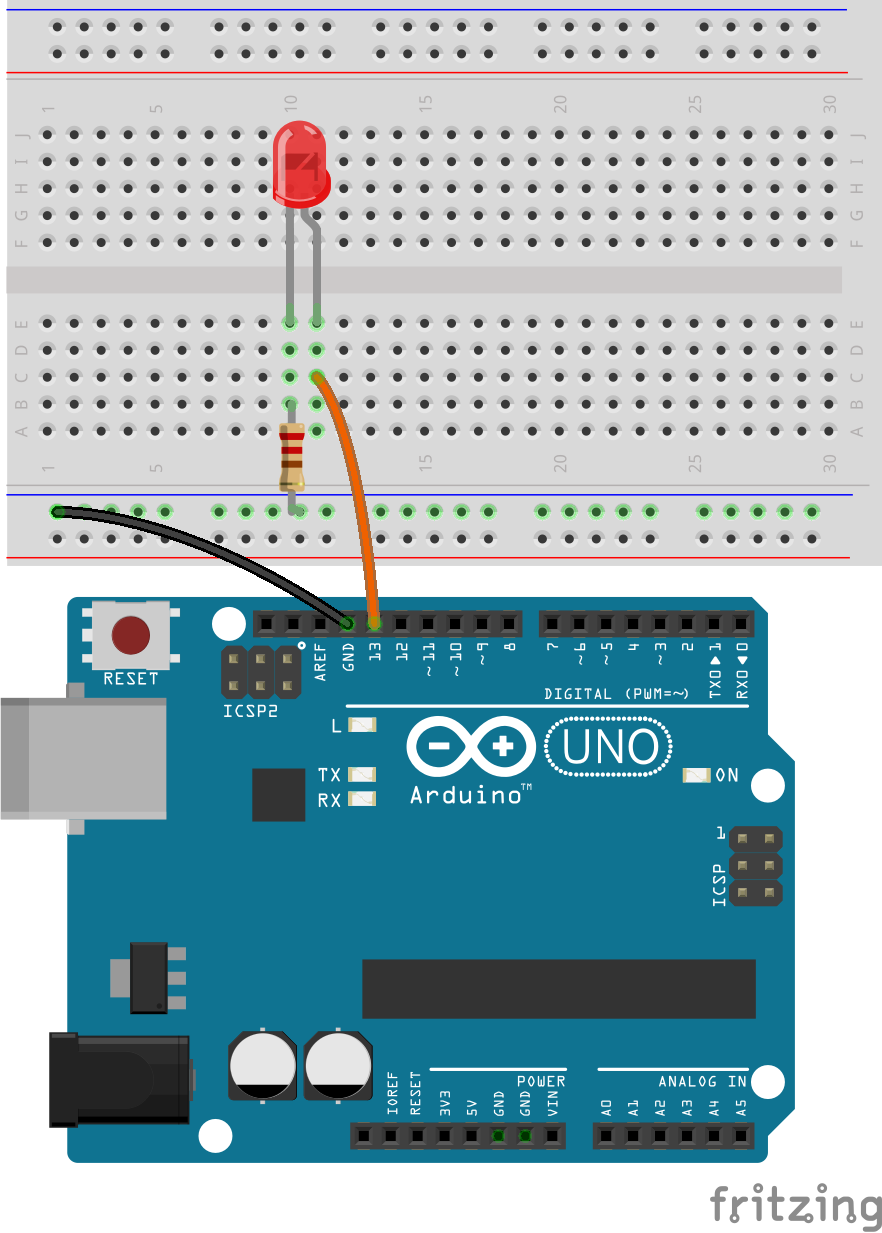 1 5 10 15 20 25 30
J J
I I
H H
G G
F F
E E
D D
C C
B B
A A
1 5 15 20 25 30
RESET
ICSP2
AREF GND 13 12 ~11 ~10 ~9 8 7 ~6 ~5 4 ~3 2 TX0▶1 RX0◀0
DIGITAL (PWM=~)
L
TX
RX
UNO
Arduino™
ON
1
ICSP
POWER
ANALOG IN
IOREF RESET 3V3 5V GND GND VIN A0 A1 A2 A3 A4 A5
fritzing